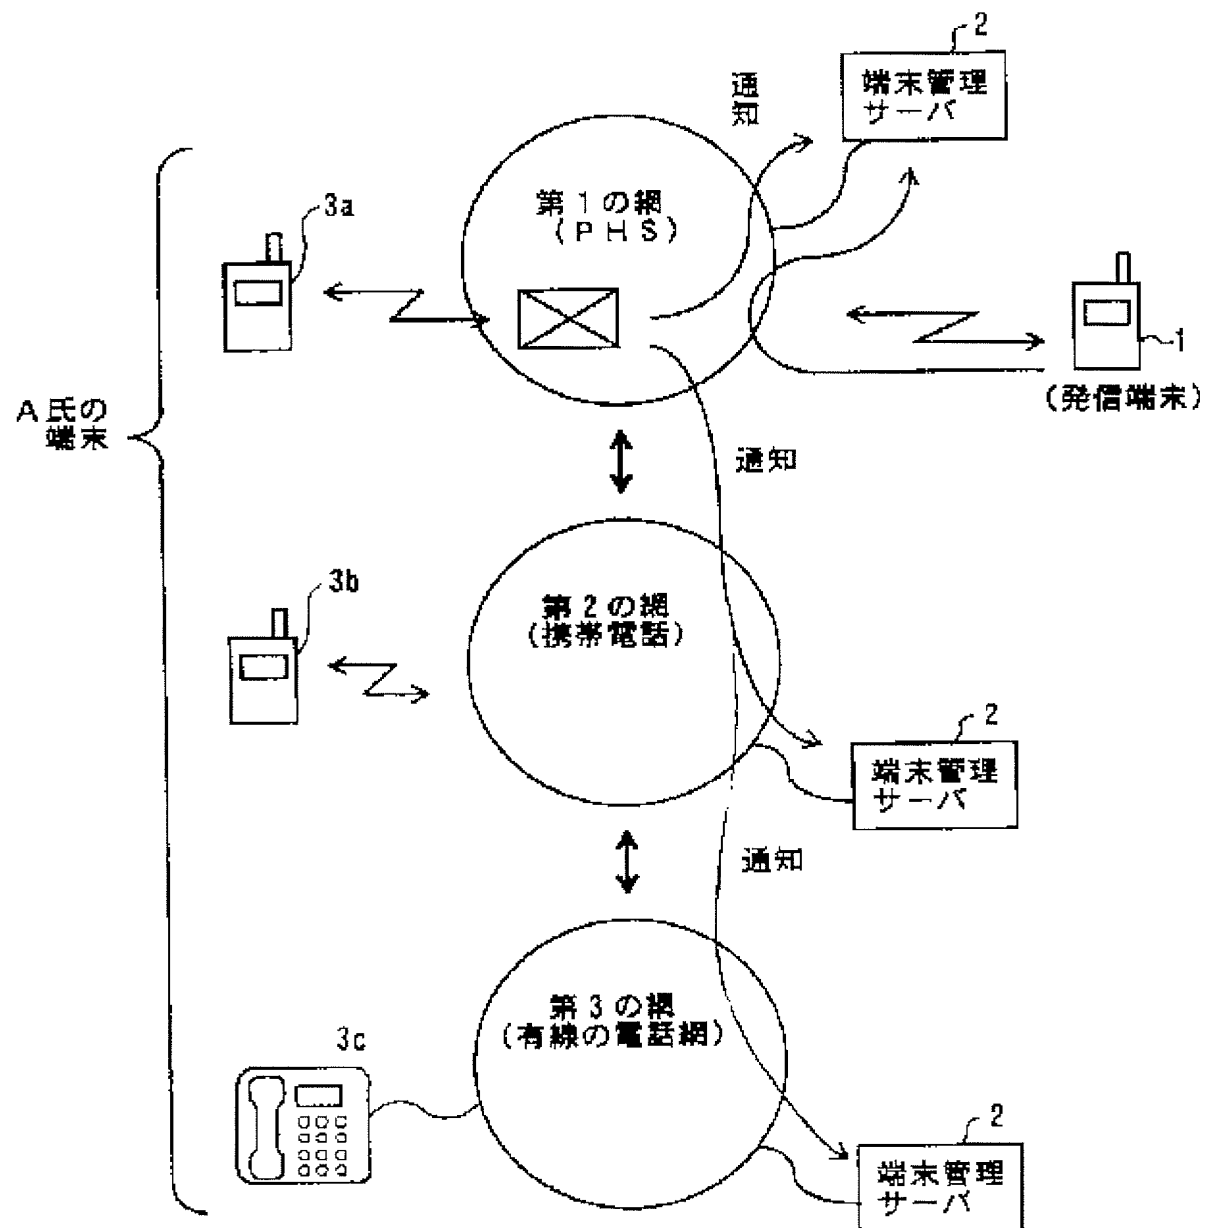 2
端末管理
サーバ
通
知
第1の網
(PHS)
3a
1
(発信端末)
A氏の
端末
通知
3b
第2の網
(携帯電話)
2
端末管理
サーバ
通知
第3の網
(有線の電話網)
3c
2
端末管理
サーバ